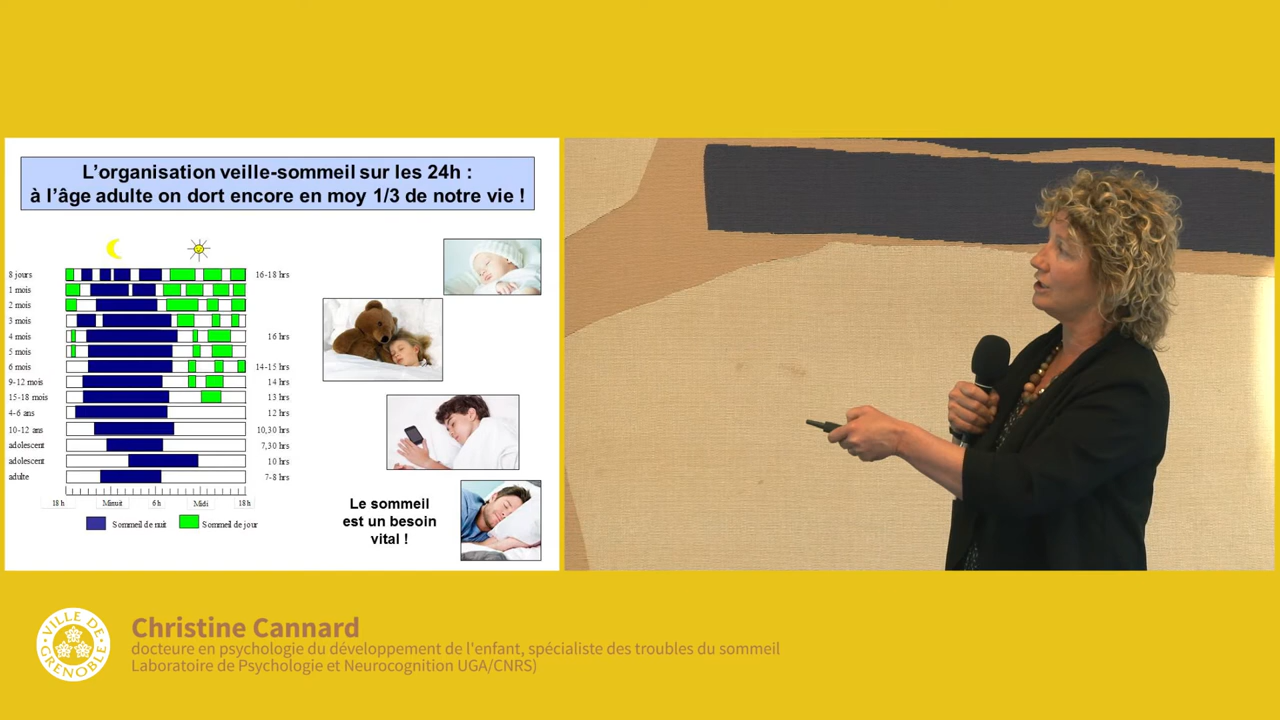 L'organisation veille-sommeil sur les 24h :
à l'âge adulte on dort encore en moy 1/3 de notre vie !
8 jours 16-18 hrs
1 mois
2 mois
3 mois
4 mois 16 hrs
5 mois
6 mois 14-15 hrs
9-12 mois 14 hrs
15-18 mois 13 hrs
4-6 ans 12 hrs
10-12 ans 10,30 hrs
adolescent 7,30 hrs
adolescent 10 hrs
adulte 7-8 hrs
18 h Minuit 6 h Midi 18 h
Sommeil de nuit Sommeil de jour
Le sommeil
est un besoin
vital !
VILLE DE GRENOBLE
Christine Cannard
docteure en psychologie du développement de l'enfant, spécialiste des troubles du sommeil
Laboratoire de Psychologie et Neurocognition UGA/CNRS)